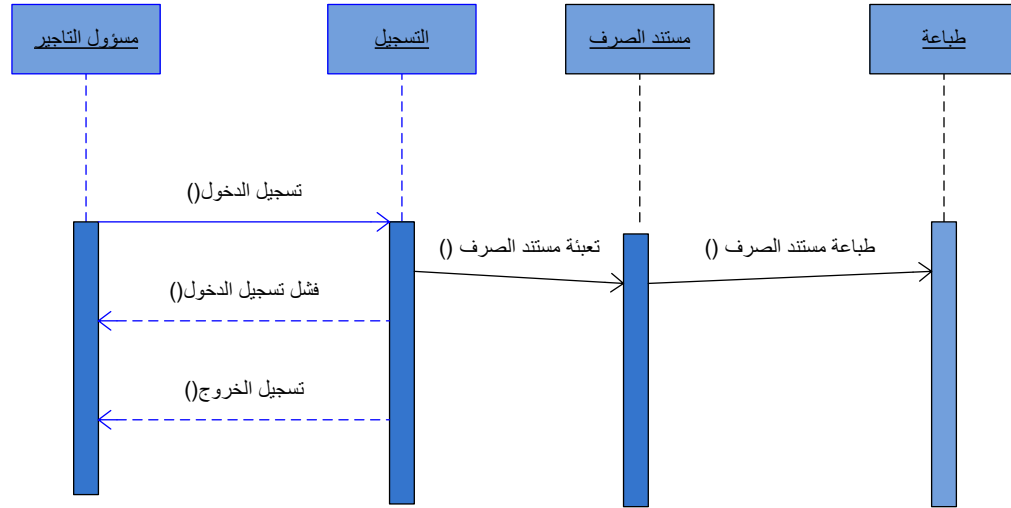 مسؤول التاجير
التسجيل
مستند الصرف
طباعة
تسجيل الدخول()
تعبئة مستند الصرف ()
طباعة مستند الصرف ()
فشل تسجيل الدخول()
تسجيل الخروج()